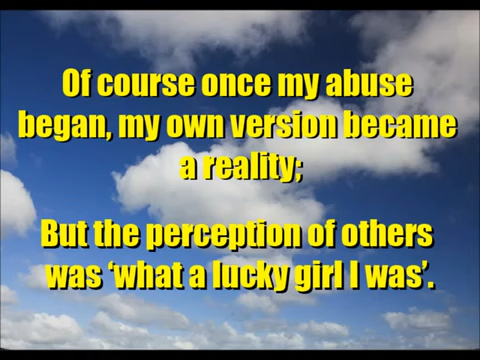 Of course once my abuse
began, my own version became
a reality;
But the perception of others
was ‘what a lucky girl I was’.